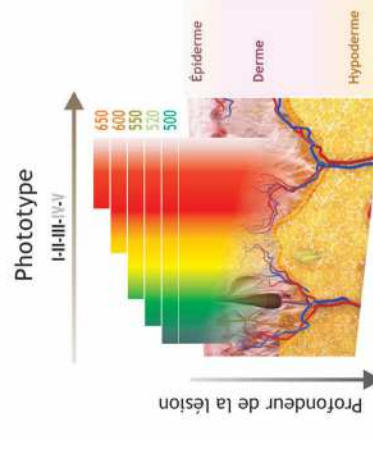 Phototype
I-II-III-IV-V
650
600
550
520
500
Épiderme
Derme
Hypoderme
Profondeur de la lésion